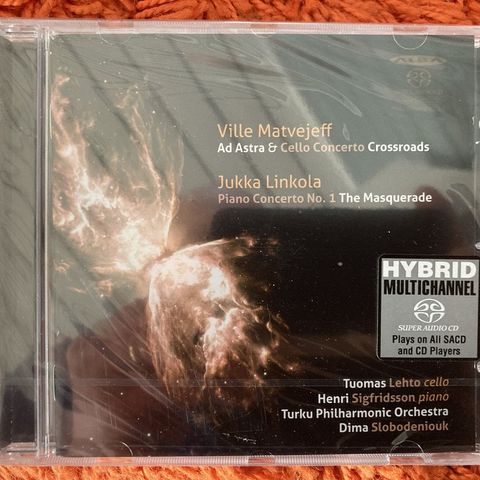 ALBA
Ville Matvejeff
Ad Astra & Cello Concerto Crossroads
Jukka Linkola
Piano Concerto No. 1 The Masquerade
HYBRID
MULTICHANNEL
SUPER AUDIO CD
Plays on All SACD
and CD Players
Tuomas Lehto cello
Henri Sigfridsson piano
Turku Philharmonic Orchestra
Dima Slobodeniouk